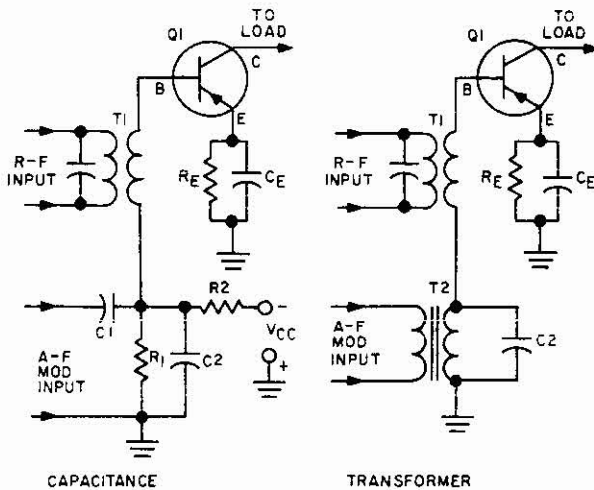 TO
LOAD
Q1
C
B
E
T1
R-F
INPUT
RE
CE
R2
C1
VCC
-
+
R1
C2
A-F
MOD
INPUT
CAPACITANCE
TO
LOAD
Q1
C
B
E
T1
R-F
INPUT
RE
CE
T2
A-F
MOD
INPUT
C2
TRANSFORMER